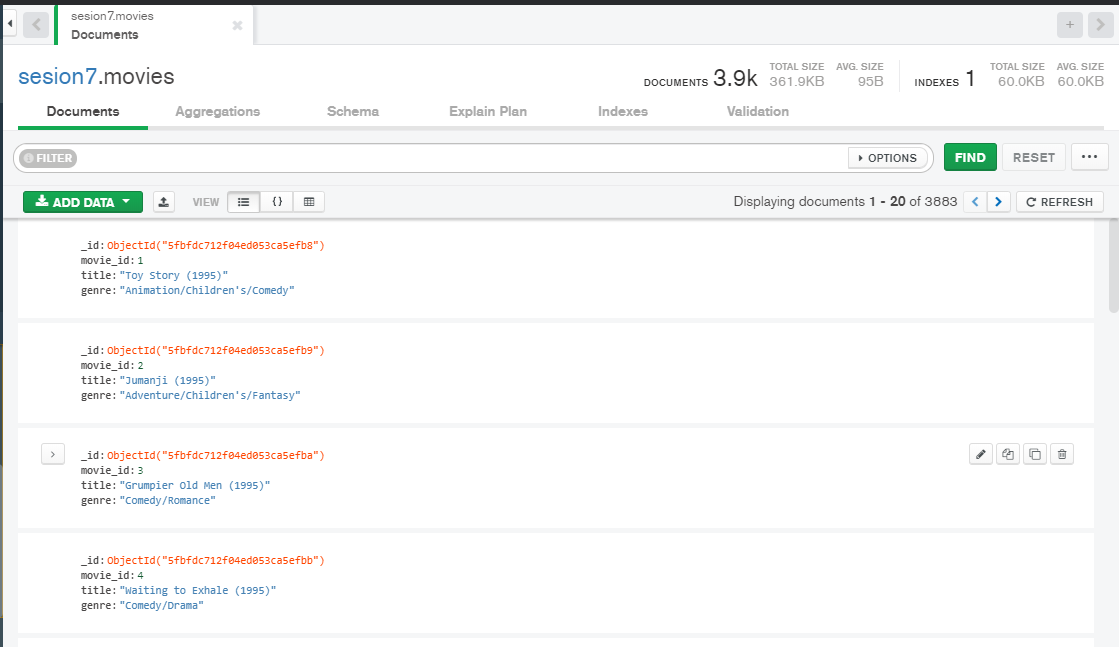 sesion7.movies
Documents
sesion7.movies
DOCUMENTS 3.9k TOTAL SIZE 361.9KB AVG. SIZE 95B INDEXES 1 TOTAL SIZE 60.0KB AVG. SIZE 60.0KB
Documents Aggregations Schema Explain Plan Indexes Validation
FILTER OPTIONS FIND RESET ...
ADD DATA VIEW {} Displaying documents 1 - 20 of 3883 REFRESH
_id: ObjectId("5fbfdc712f04ed053ca5efb8")
movie_id: 1
title: "Toy Story (1995)"
genre: "Animation/Children's/Comedy"
_id: ObjectId("5fbfdc712f04ed053ca5efb9")
movie_id: 2
title: "Jumanji (1995)"
genre: "Adventure/Children's/Fantasy"
_id: ObjectId("5fbfdc712f04ed053ca5efba")
movie_id: 3
title: "Grumpier Old Men (1995)"
genre: "Comedy/Romance"
_id: ObjectId("5fbfdc712f04ed053ca5efbb")
movie_id: 4
title: "Waiting to Exhale (1995)"
genre: "Comedy/Drama"